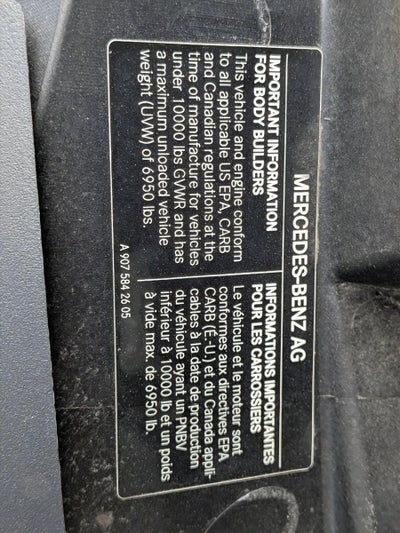 MERCEDES-BENZ AG
IMPORTANT INFORMATION
FOR BODY BUILDERS
This vehicle and engine conform
to all applicable US EPA, CARB
and Canadian regulations at the
time of manufacture for vehicles
under 10000 lbs GVWR and has
a maximum unloaded vehicle
weight (UVW) of 6950 lbs.
A 907 584 26 05
INFORMATIONS IMPORTANTES
POUR LES CARROSSIERS
Le véhicule et le moteur sont
conformes aux directives EPA
CARB (É.-U.) et du Canada appli-
cables à la date de production
du véhicule ayant un PNBV
inférieur à 10000 lb et un poids
à vide max. de 6950 lb.